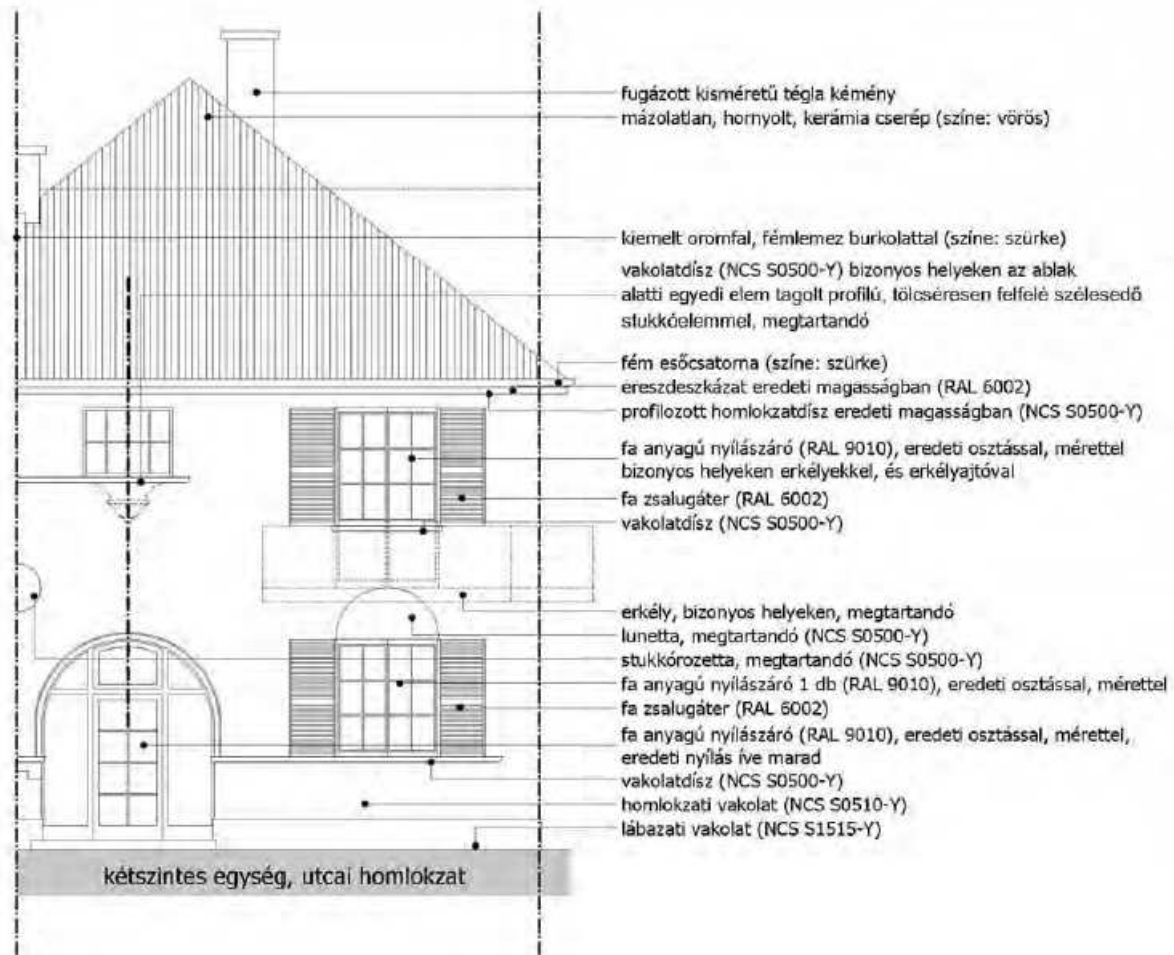 fugázott kisméretű tégla kémény
mázolatlan, hornyolt, kerámia cserép (színe: vörös)
kiemelt oromfal, fémlemez burkolattal (színe: szürke)
vakolatdísz (NCS S0500-Y) bizonyos helyeken az ablak
alatti egyedi elem tagolt profilú, tölcséresen felfelé szélesedő
stukkóelemmel, megtartandó
fém esőcsatorna (színe: szürke)
ereszdeszkázat eredeti magasságban (RAL 6002)
profilozott homlokzatdísz eredeti magasságban (NCS S0500-Y)
fa anyagú nyílászáró (RAL 9010), eredeti osztással, mérettel
bizonyos helyeken erkélyekkel, és erkélyajtóval
fa zsalugáter (RAL 6002)
vakolatdísz (NCS S0500-Y)
erkély, bizonyos helyeken, megtartandó
lunetta, megtartandó (NCS S0500-Y)
stukkórozetta, megtartandó (NCS S0500-Y)
fa anyagú nyílászáró 1 db (RAL 9010), eredeti osztással, mérettel
fa zsalugáter (RAL 6002)
fa anyagú nyílászáró (RAL 9010), eredeti osztással, mérettel,
eredeti nyílás íve marad
vakolatdísz (NCS S0500-Y)
homlokzati vakolat (NCS S0510-Y)
lábazati vakolat (NCS S1515-Y)
kétszintes egység, utcai homlokzat